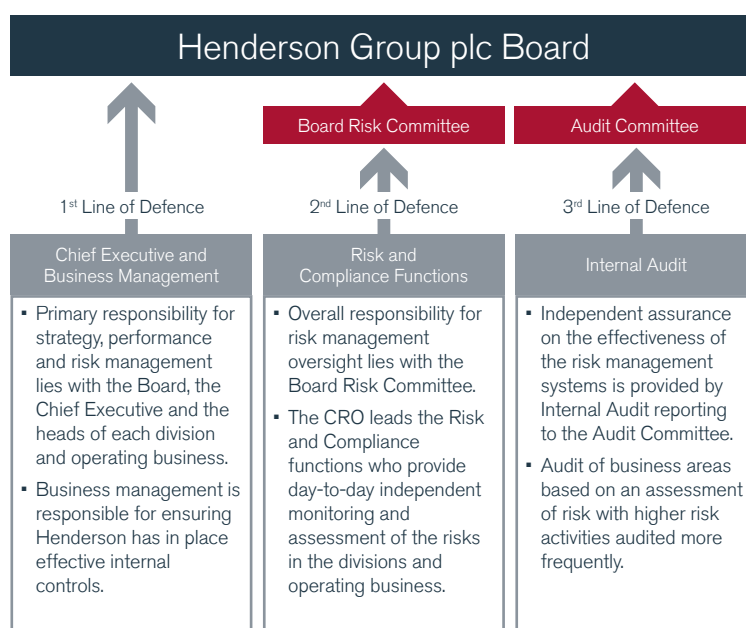 Henderson Group plc Board
Board Risk Committee
Audit Committee
1st Line of Defence
2nd Line of Defence
3rd Line of Defence
Chief Executive and
Business Management
▪ Primary responsibility for
strategy, performance
and risk management
lies with the Board, the
Chief Executive and the
heads of each division
and operating business.
▪ Business management is
responsible for ensuring
Henderson has in place
effective internal
controls.
Risk and
Compliance Functions
▪ Overall responsibility for
risk management
oversight lies with the
Board Risk Committee.
▪ The CRO leads the Risk
and Compliance
functions who provide
day-to-day independent
monitoring and
assessment of the risks
in the divisions and
operating business.
Internal Audit
▪ Independent assurance
on the effectiveness of
the risk management
systems is provided by
Internal Audit reporting
to the Audit Committee.
▪ Audit of business areas
based on an assessment
of risk with higher risk
activities audited more
frequently.